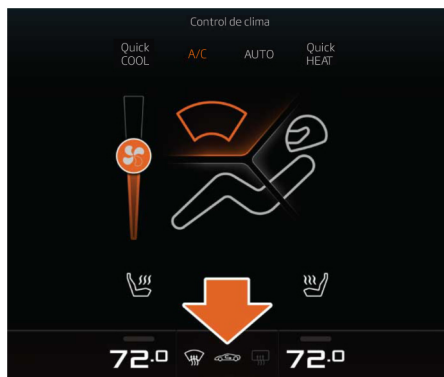 Control de clima
Quick
COOL
A/C
AUTO
Quick
HEAT
72.0
72.0